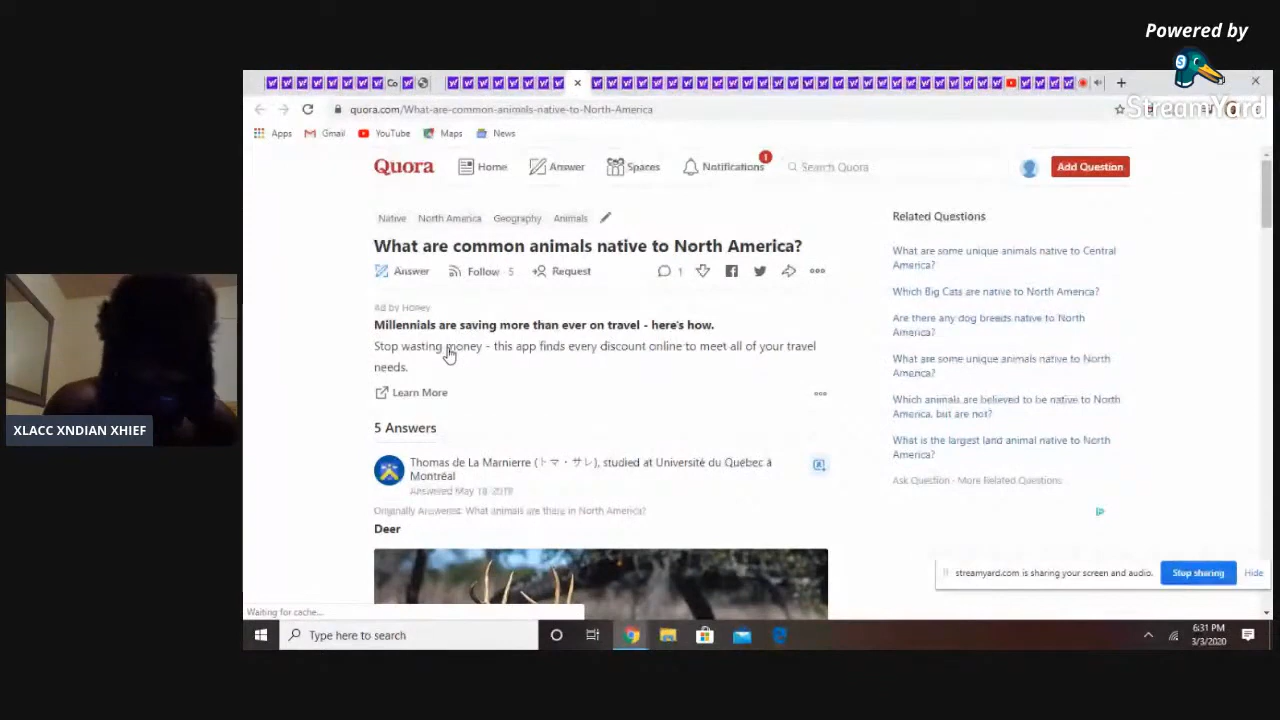 Powered by
StreamYard
quora.com/What-are-common-animals-native-to-North-America
Apps Gmail YouTube Maps News
Quora Home Answer Spaces Notifications 1 Search Quora Add Question
Native North America Geography Animals
What are common animals native to North America?
Answer Follow 5 Request 1
Ad by Honey
Millennials are saving more than ever on travel - here's how.
Stop wasting money - this app finds every discount online to meet all of your travel
needs.
Learn More
5 Answers
Thomas de La Marnierre (トマ・サレ), studied at Université du Québec à
Montréal
Answered May 18, 2019
Originally Answered: What animals are there in North America?
Deer
Related Questions
What are some unique animals native to Central
America?
Which Big Cats are native to North America?
Are there any dog breeds native to North
America?
What are some unique animals native to North
America?
Which animals are believed to be native to North
America, but are not?
What is the largest land animal native to North
America?
Ask Question · More Related Questions
streamyard.com is sharing your screen and audio. Stop sharing Hide
XLACC XNDIAN XHIEF
Waiting for cache...
Type here to search
6:31 PM
3/3/2020